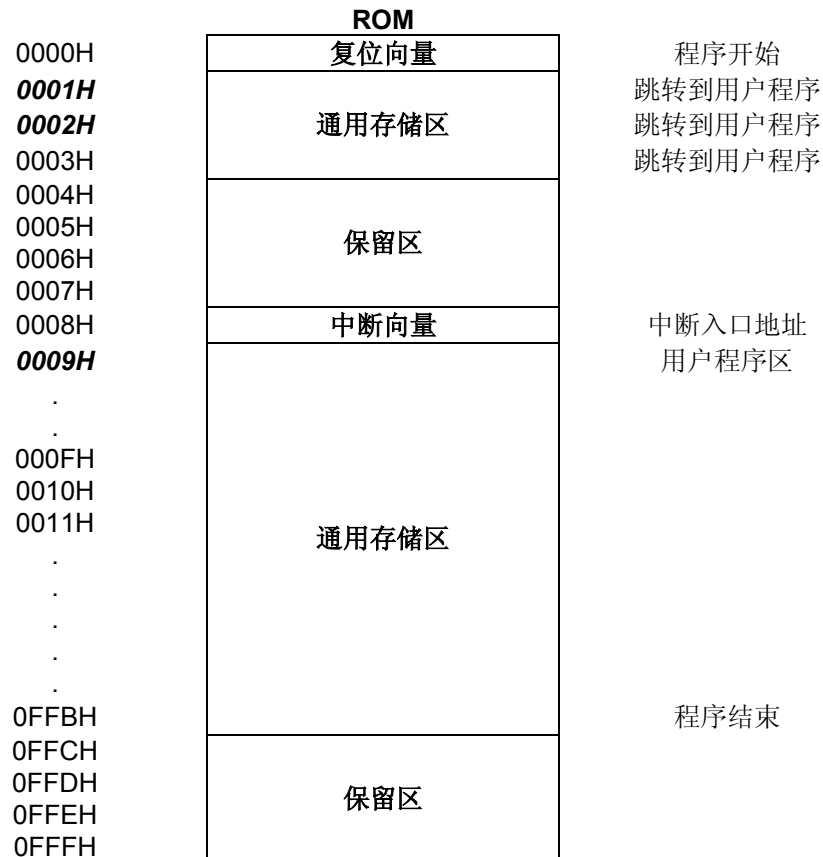 ROM
0000H 复位向量 程序开始
0001H 跳转到用户程序
0002H 通用存储区 跳转到用户程序
0003H 跳转到用户程序
0004H
0005H
保留区
0006H
0007H
0008H 中断向量 中断入口地址
0009H 用户程序区
.
.
000FH
0010H
0011H
通用存储区
.
.
.
.
.
0FFBH 程序结束
0FFCH
0FFDH
保留区
0FFEH
0FFFH